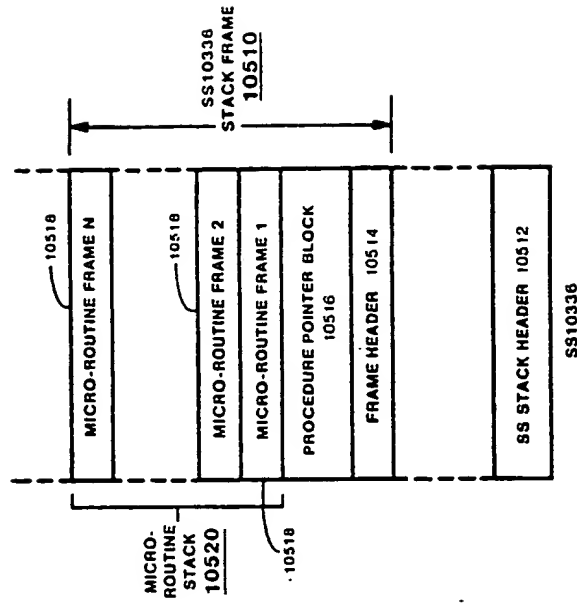 10518
MICRO-ROUTINE FRAME N
SS10336
STACK FRAME
10510
MICRO-
ROUTINE
STACK
10520
10518
MICRO-ROUTINE FRAME 2
MICRO-ROUTINE FRAME 1
10518
PROCEDURE POINTER BLOCK
10516
FRAME HEADER 10514
SS STACK HEADER 10512
SS10336